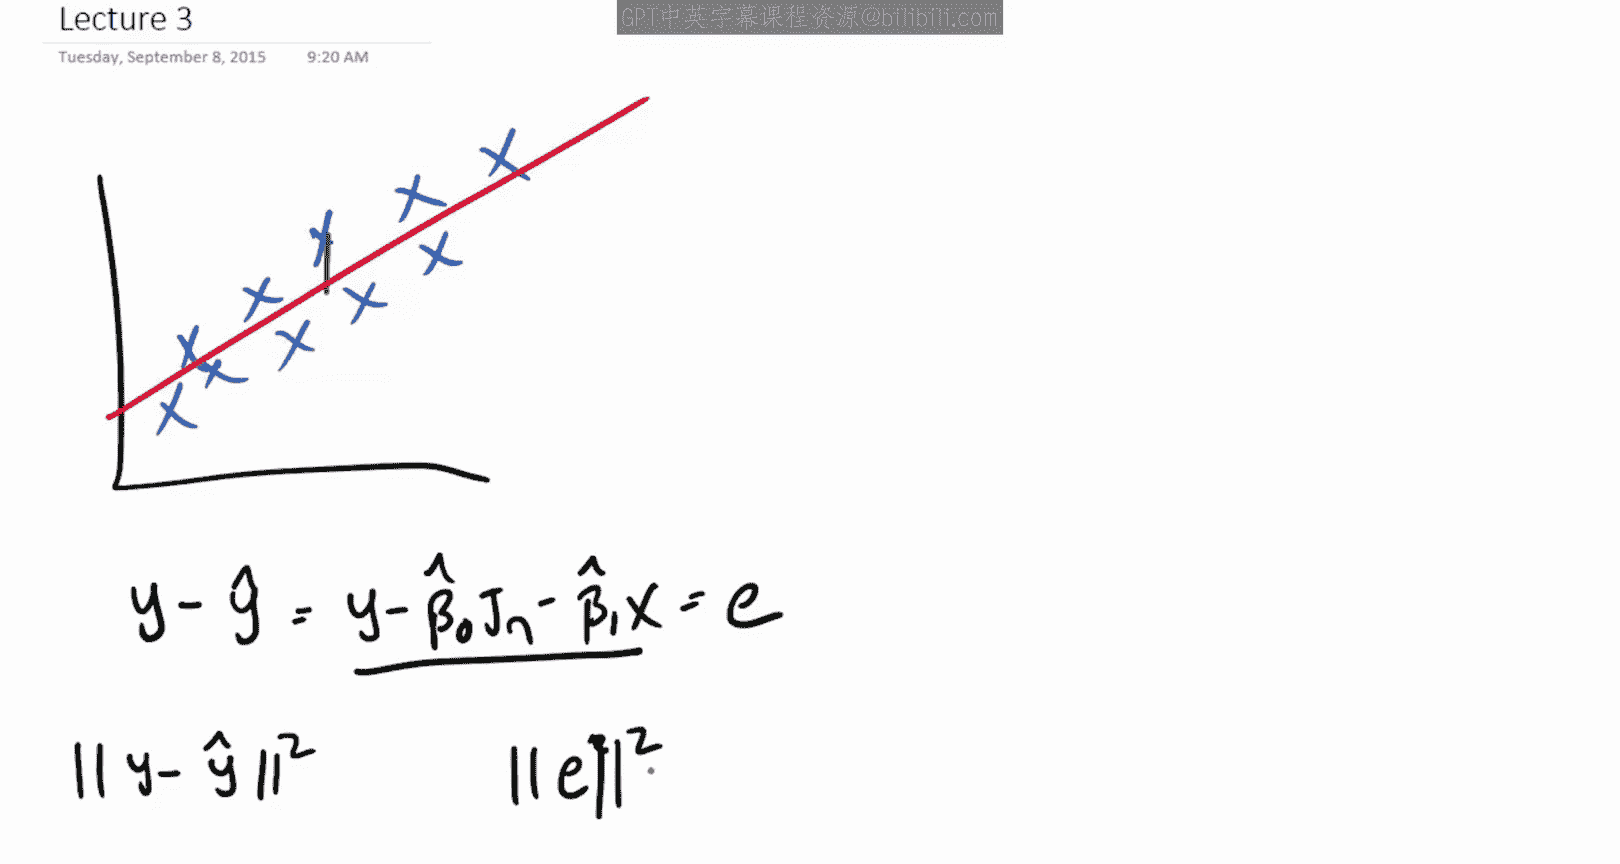 Lecture 3
GPT中英字幕课程资源@bilibili.com
Tuesday, September 8, 2015 9:20 AM
y - ŷ = y - β̂₀Jₙ - β̂₁x = e
||y - ŷ||² ||e||²